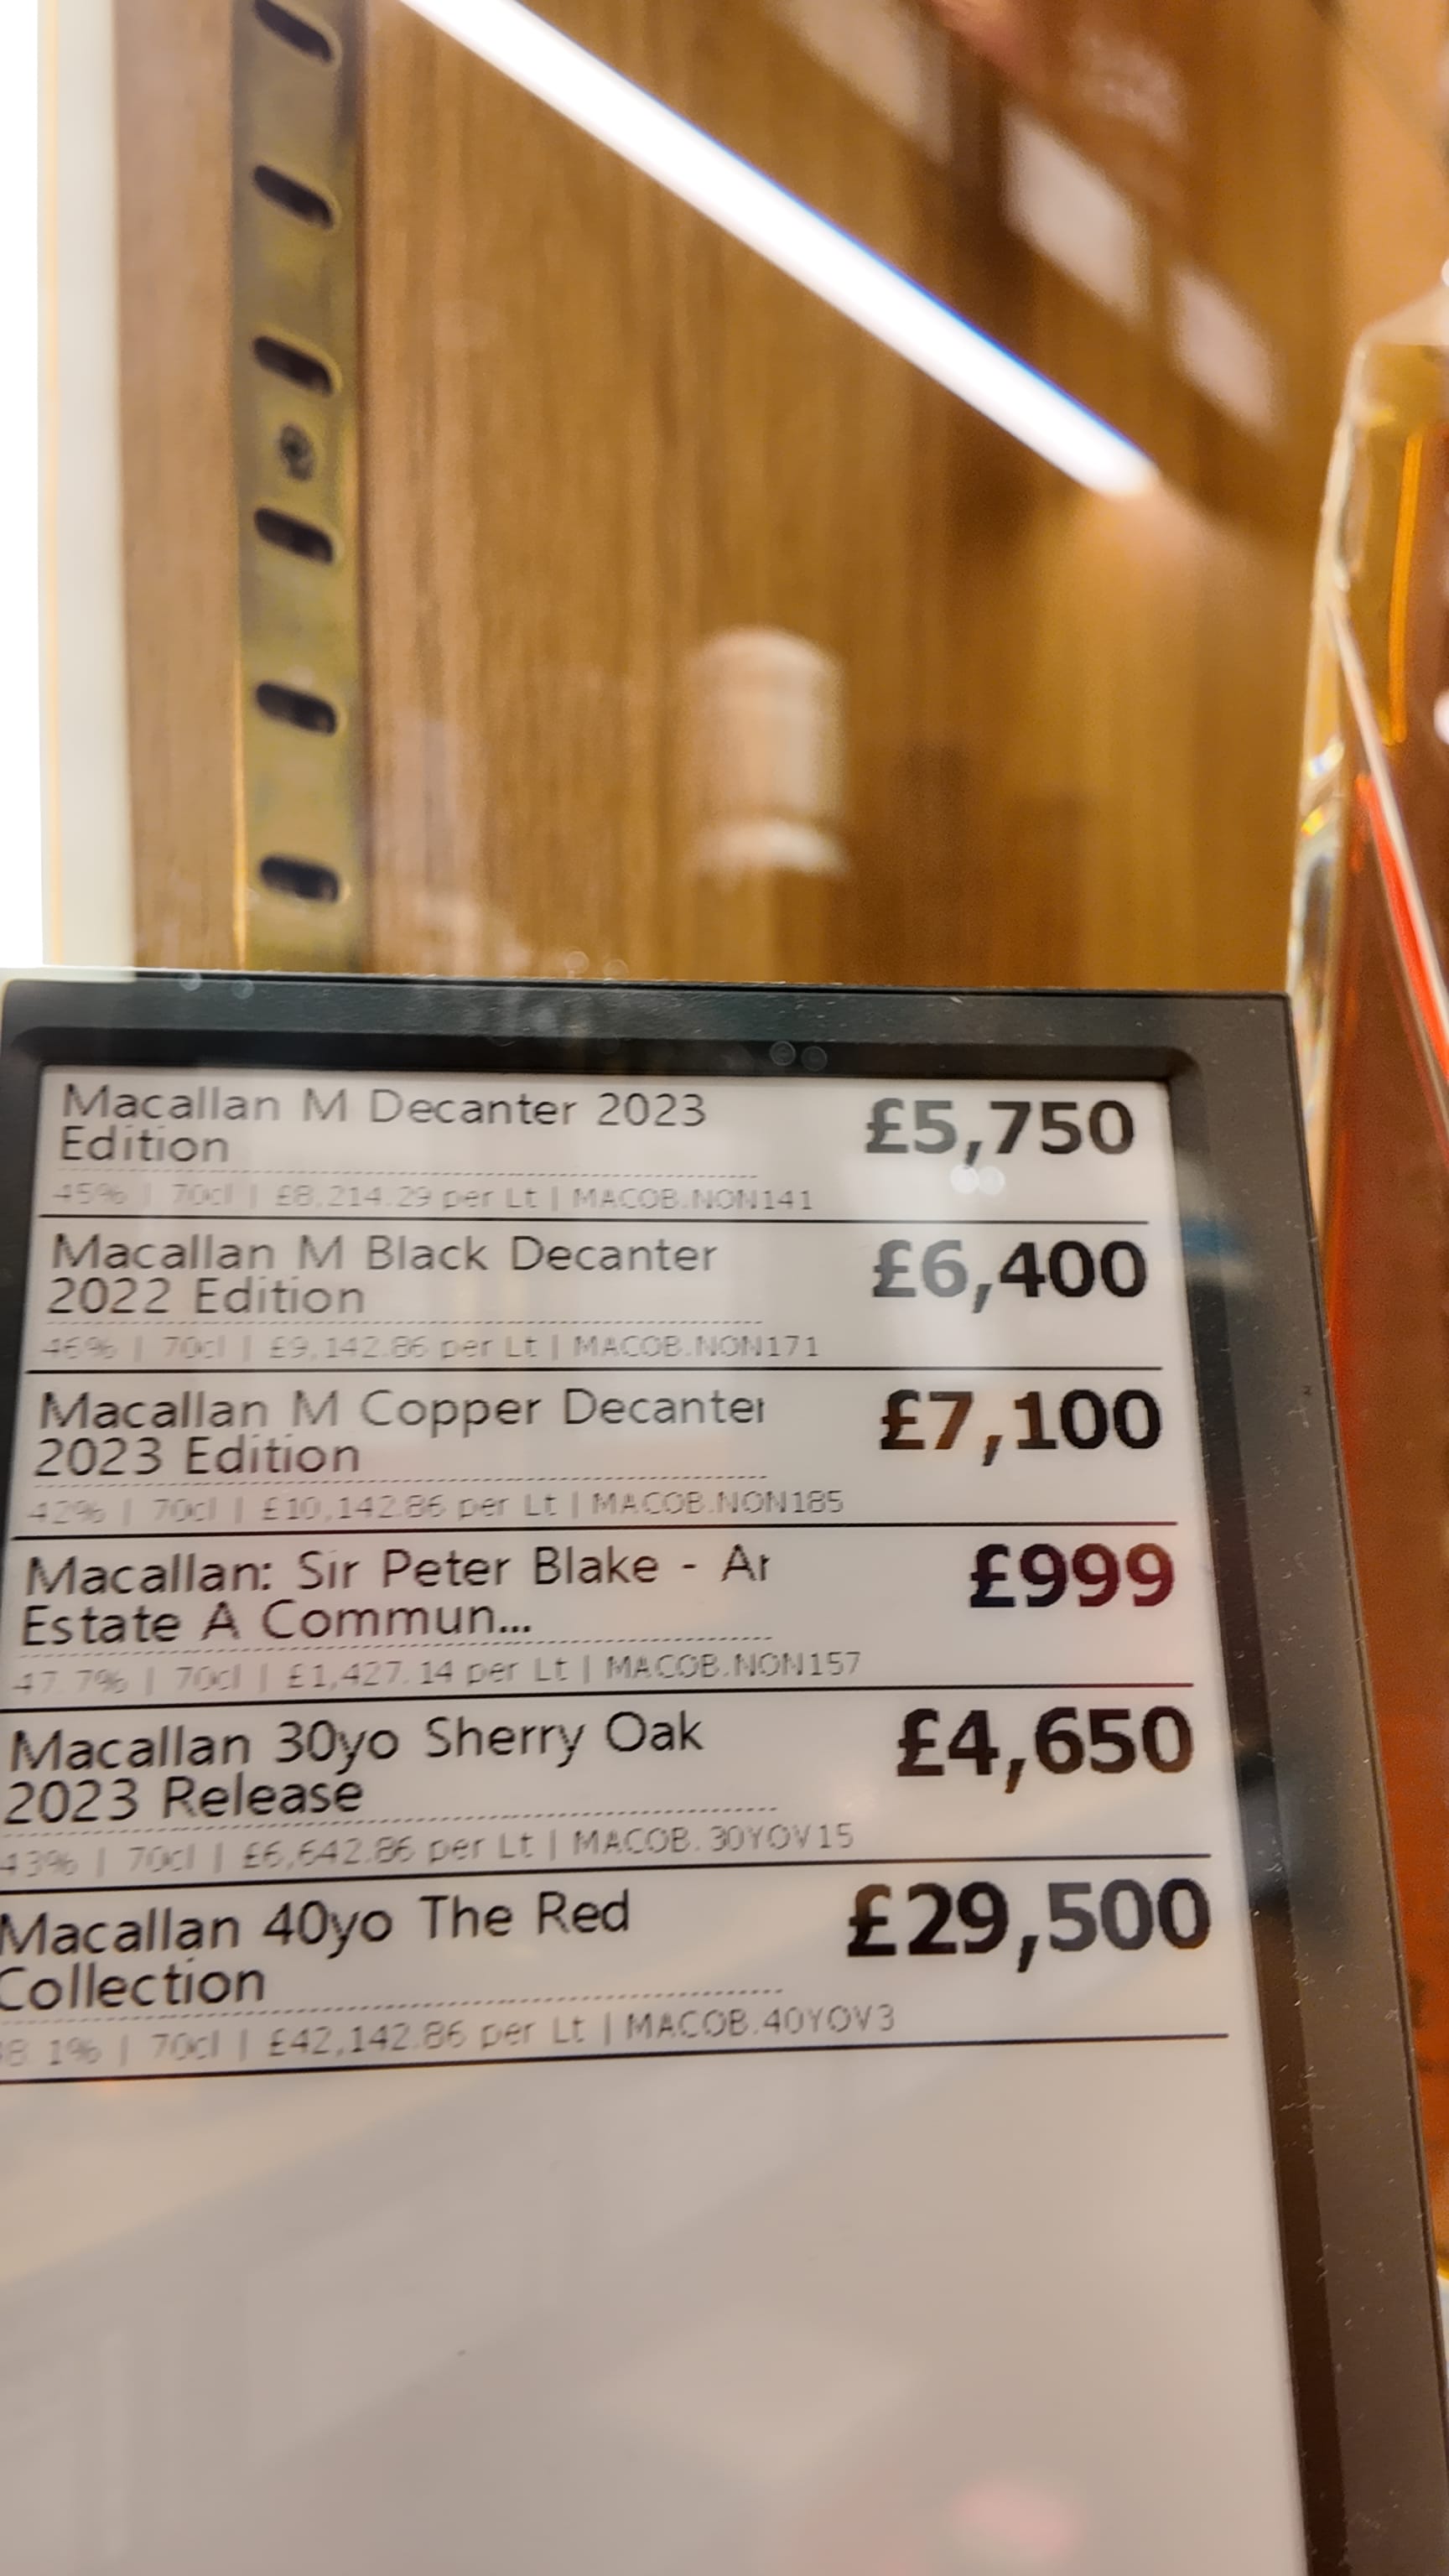 Macallan M Decanter 2023
Edition
£5,750
45% | 70cl | £8,214.29 per Lt | MACOB.NON141
Macallan M Black Decanter
2022 Edition
£6,400
46% | 70cl | £9,142.86 per Lt | MACOB.NON171
Macallan M Copper Decanter
2023 Edition
£7,100
42% | 70cl | £10,142.86 per Lt | MACOB.NON185
Macallan: Sir Peter Blake - An
Estate A Commun...
£999
47.7% | 70cl | £1,427.14 per Lt | MACOB.NON157
Macallan 30yo Sherry Oak
2023 Release
£4,650
43% | 70cl | £6,642.86 per Lt | MACOB.30YOV15
Macallan 40yo The Red
Collection
£29,500
8.1% | 70cl | £42,142.86 per Lt | MACOB.40YOV3